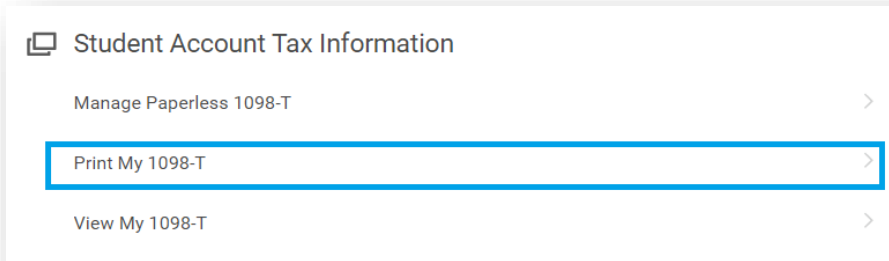 Student Account Tax Information
Manage Paperless 1098-T
Print My 1098-T
View My 1098-T